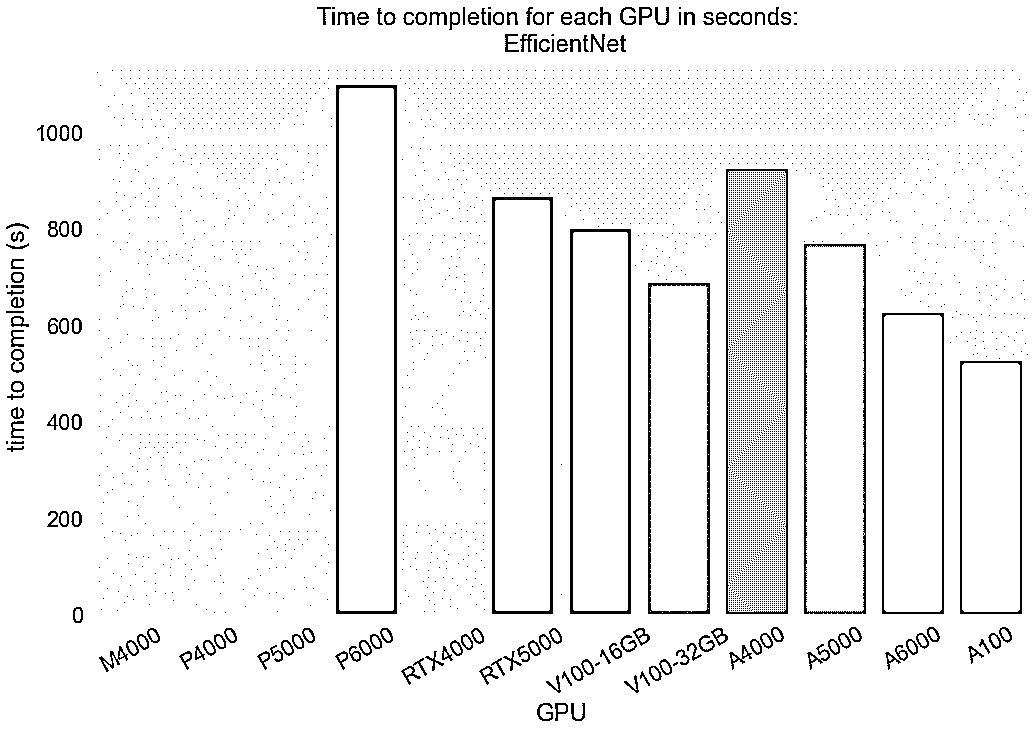 Time to completion for each GPU in seconds:
EfficientNet
time to completion (s)
1000
800
600
400
200
0
M4000
P4000
P5000
P6000
RTX4000
RTX5000
V100-16GB
V100-32GB
A4000
A5000
A6000
A100
GPU